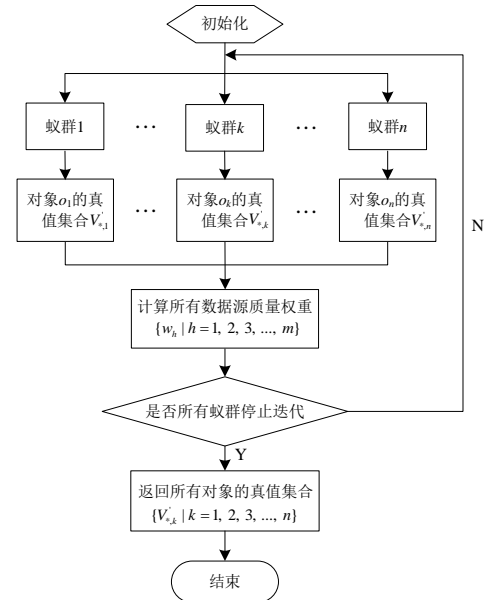 初始化
蚁群1 … 蚁群k … 蚁群n
对象o₁的真 … 对象oₖ的真 … 对象oₙ的真
值集合V'*,1 值集合V'*,k 值集合V'*,n
N
计算所有数据源质量权重
{wₕ | h = 1, 2, 3, ..., m}
是否所有蚁群停止迭代
Y
返回所有对象的真值集合
{V'*,k | k = 1, 2, 3, ..., n}
结束